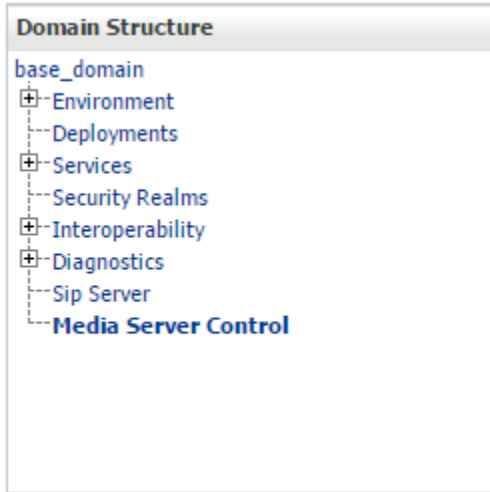 Domain Structure
base_domain
Environment
Deployments
Services
Security Realms
Interoperability
Diagnostics
Sip Server
Media Server Control